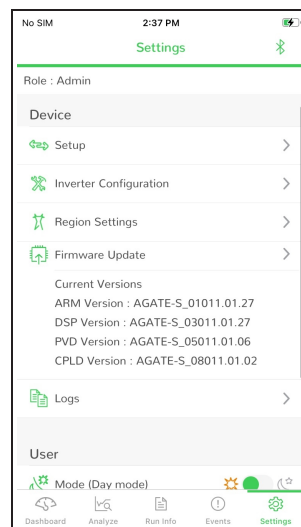 No SIM 2:37 PM
Settings
Role : Admin
Device
Setup
Inverter Configuration
Region Settings
Firmware Update
Current Versions
ARM Version : AGATE-S_01011.01.27
DSP Version : AGATE-S_03011.01.27
PVD Version : AGATE-S_05011.01.06
CPLD Version : AGATE-S_08011.01.02
Logs
User
Mode (Day mode)
Dashboard Analyze Run Info Events Settings